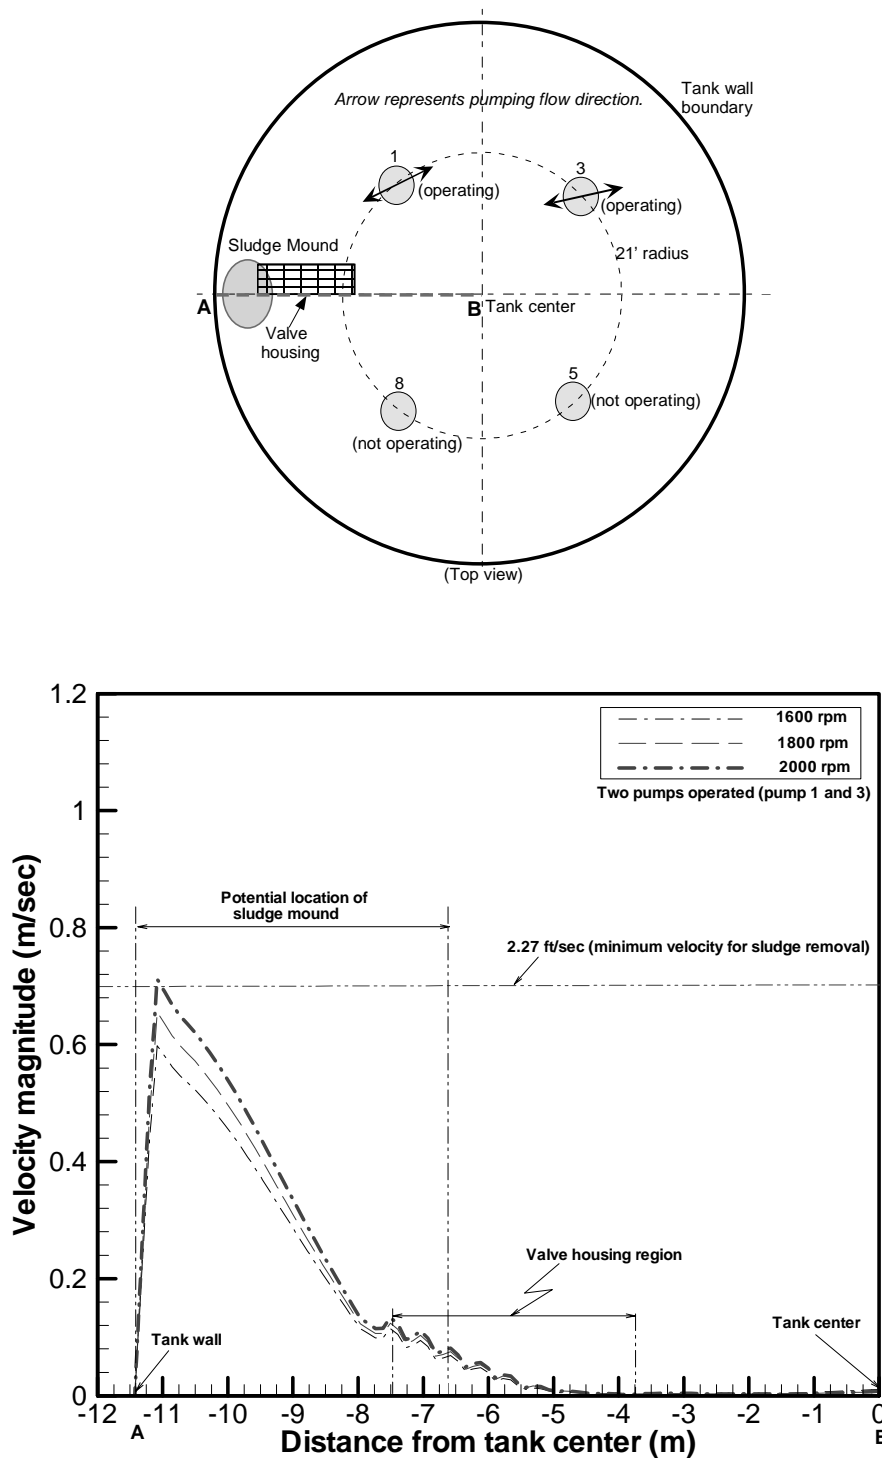 Arrow represents pumping flow direction.
Tank wall
boundary
1
(operating)
3
(operating)
Sludge Mound
21' radius
A
B
Tank center
Valve
housing
8
(not operating)
5
(not operating)
(Top view)
1.2
1
0.8
0.6
0.4
0.2
0
Velocity magnitude (m/sec)
1600 rpm
1800 rpm
2000 rpm
Two pumps operated (pump 1 and 3)
Potential location of
sludge mound
2.27 ft/sec (minimum velocity for sludge removal)
Valve housing region
Tank wall
Tank center
-12 -11 -10 -9 -8 -7 -6 -5 -4 -3 -2 -1 0
A
Distance from tank center (m)